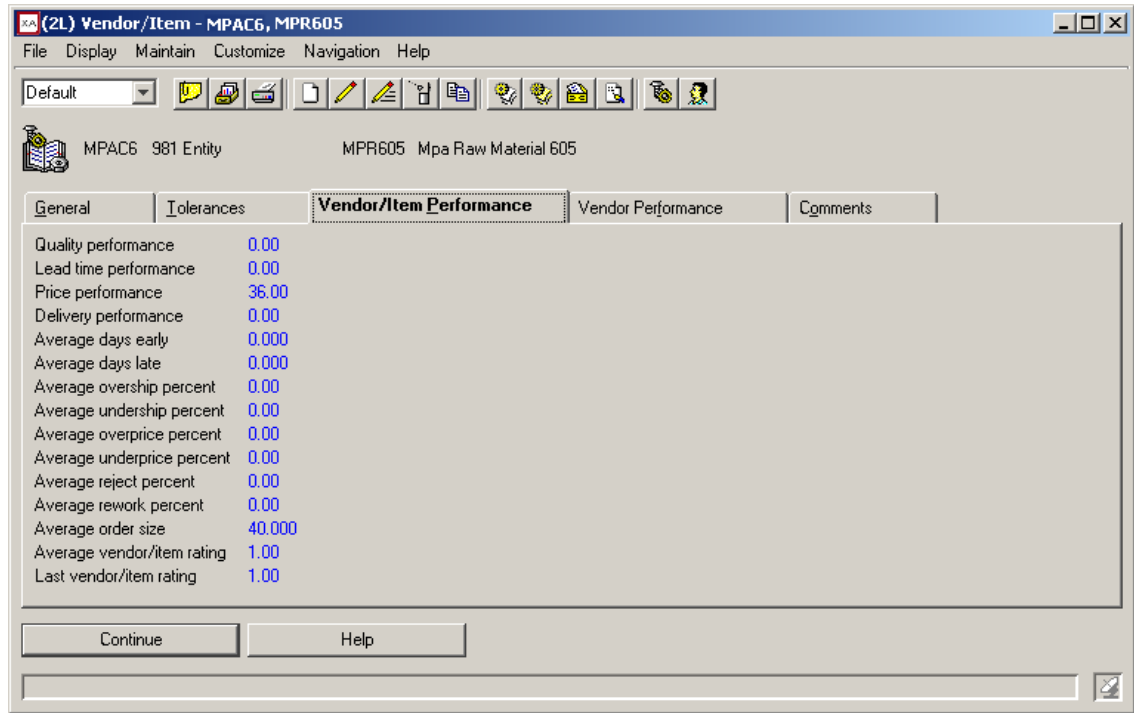 XA (2L) Vendor/Item - MPAC6, MPR605
File Display Maintain Customize Navigation Help
Default
MPAC6 981 Entity MPR605 Mpa Raw Material 605
General Tolerances Vendor/Item Performance Vendor Performance Comments
Quality performance 0.00
Lead time performance 0.00
Price performance 36.00
Delivery performance 0.00
Average days early 0.000
Average days late 0.000
Average overship percent 0.00
Average undership percent 0.00
Average overprice percent 0.00
Average underprice percent 0.00
Average reject percent 0.00
Average rework percent 0.00
Average order size 40.000
Average vendor/item rating 1.00
Last vendor/item rating 1.00
Continue Help